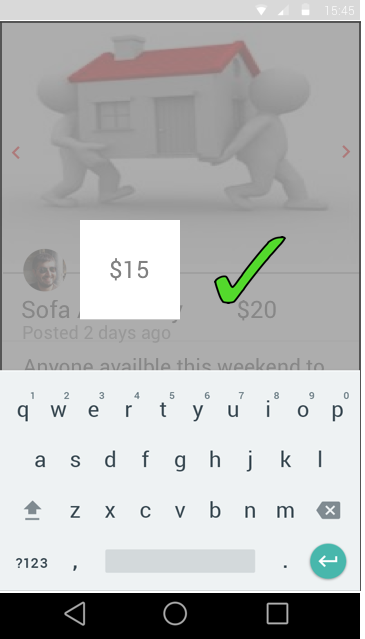 15:45
$15
Sofa $20
Posted 2 days ago
Anyone availble this weekend to
1 2 3 4 5 6 7 8 9 0
q w e r t y u i o p
a s d f g h j k l
z x c v b n m
?123 , .